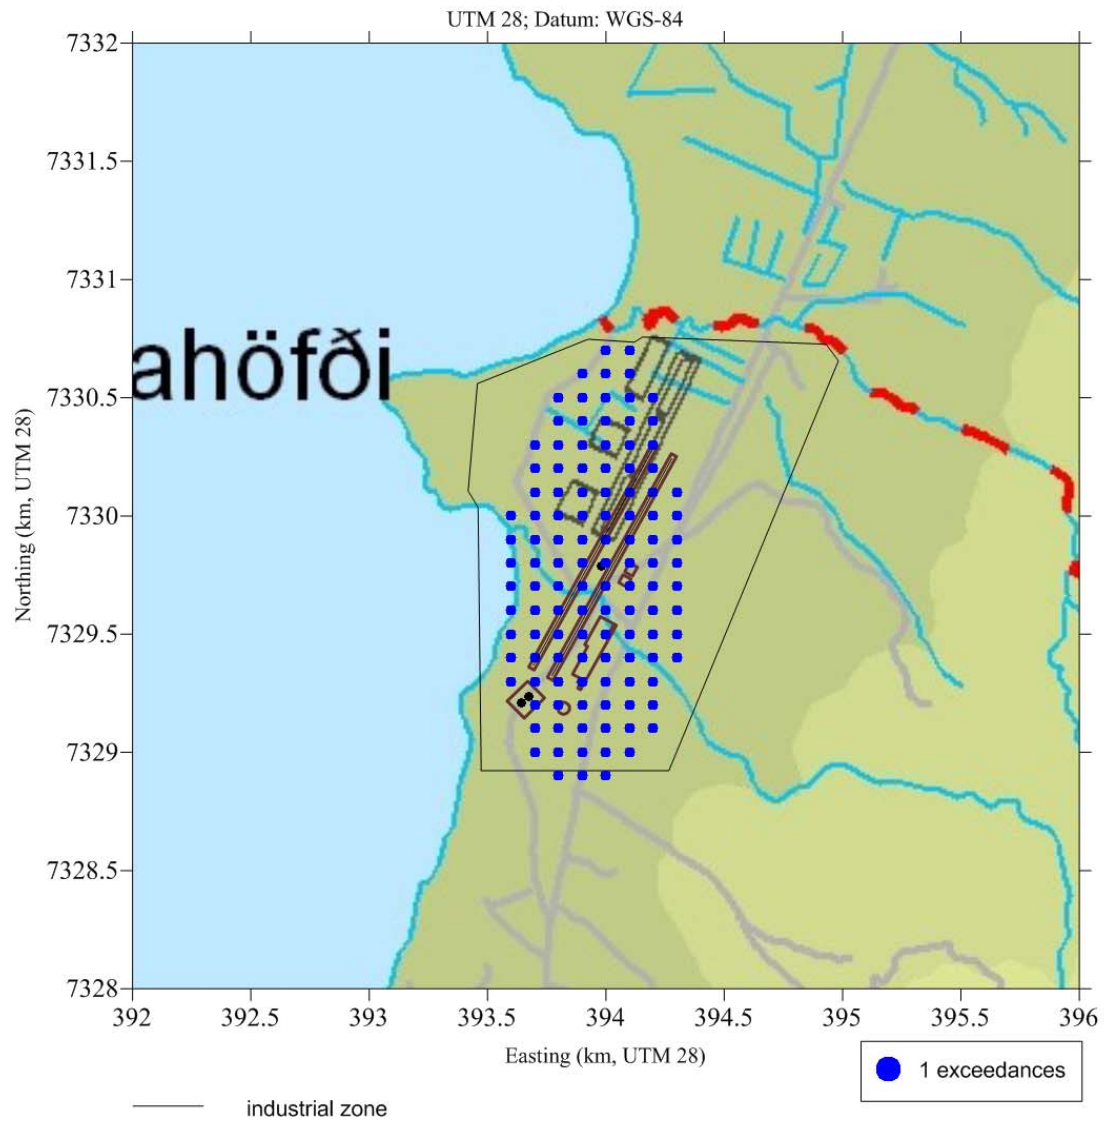 UTM 28; Datum: WGS-84
7332
7331.5
7331
7330.5
7330
7329.5
7329
7328.5
7328
Northing (km, UTM 28)
ahöfði
392 392.5 393 393.5 394 394.5 395 395.5 396
Easting (km, UTM 28)
1 exceedances
industrial zone